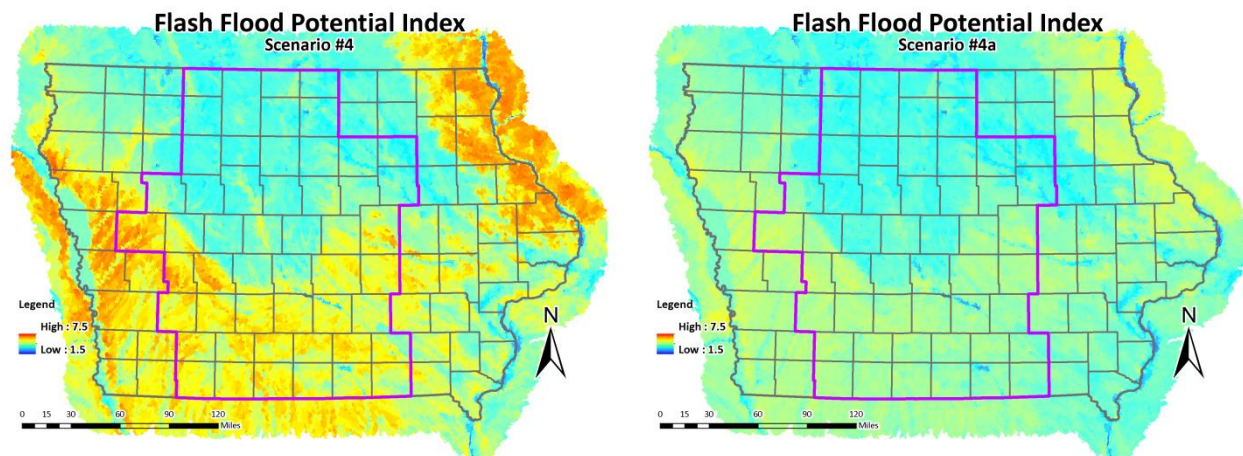 Flash Flood Potential Index
Scenario #4
Legend
High : 7.5
Low : 1.5
N
0 15 30 60 90 120
Miles
Flash Flood Potential Index
Scenario #4a
Legend
High : 7.5
Low : 1.5
N
0 15 30 60 90 120
Miles